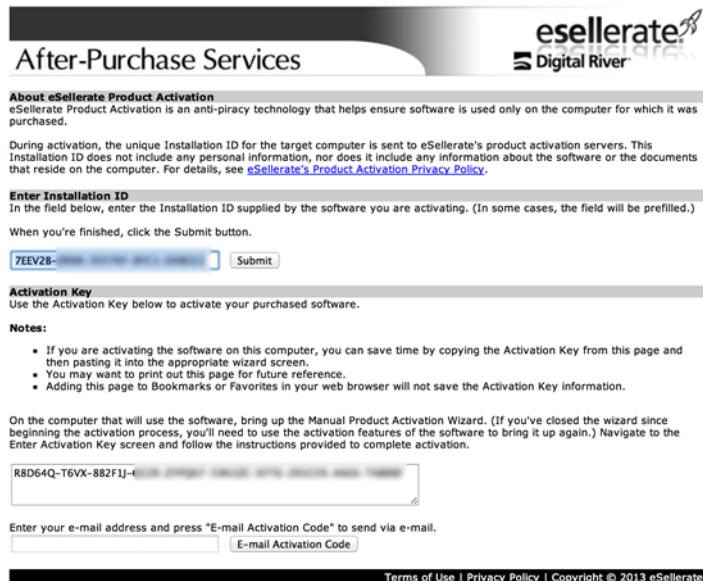 esellerate
After-Purchase Services
Digital River
About eSellerate Product Activation
eSellerate Product Activation is an anti-piracy technology that helps ensure software is used only on the computer for which it was
purchased.
During activation, the unique Installation ID for the target computer is sent to eSellerate's product activation servers. This
Installation ID does not include any personal information, nor does it include any information about the software or the documents
that reside on the computer. For details, see eSellerate's Product Activation Privacy Policy.
Enter Installation ID
In the field below, enter the Installation ID supplied by the software you are activating. (In some cases, the field will be prefilled.)
When you're finished, click the Submit button.
7EEV2B- Submit
Activation Key
Use the Activation Key below to activate your purchased software.
Notes:
• If you are activating the software on this computer, you can save time by copying the Activation Key from this page and
then pasting it into the appropriate wizard screen.
• You may want to print out this page for future reference.
• Adding this page to Bookmarks or Favorites in your web browser will not save the Activation Key information.
On the computer that will use the software, bring up the Manual Product Activation Wizard. (If you've closed the wizard since
beginning the activation process, you'll need to use the activation features of the software to bring it up again.) Navigate to the
Enter Activation Key screen and follow the instructions provided to complete activation.
R8D64Q-T6VX-882F1J-
Enter your e-mail address and press "E-mail Activation Code" to send via e-mail.
E-mail Activation Code
Terms of Use | Privacy Policy | Copyright © 2013 eSellerate